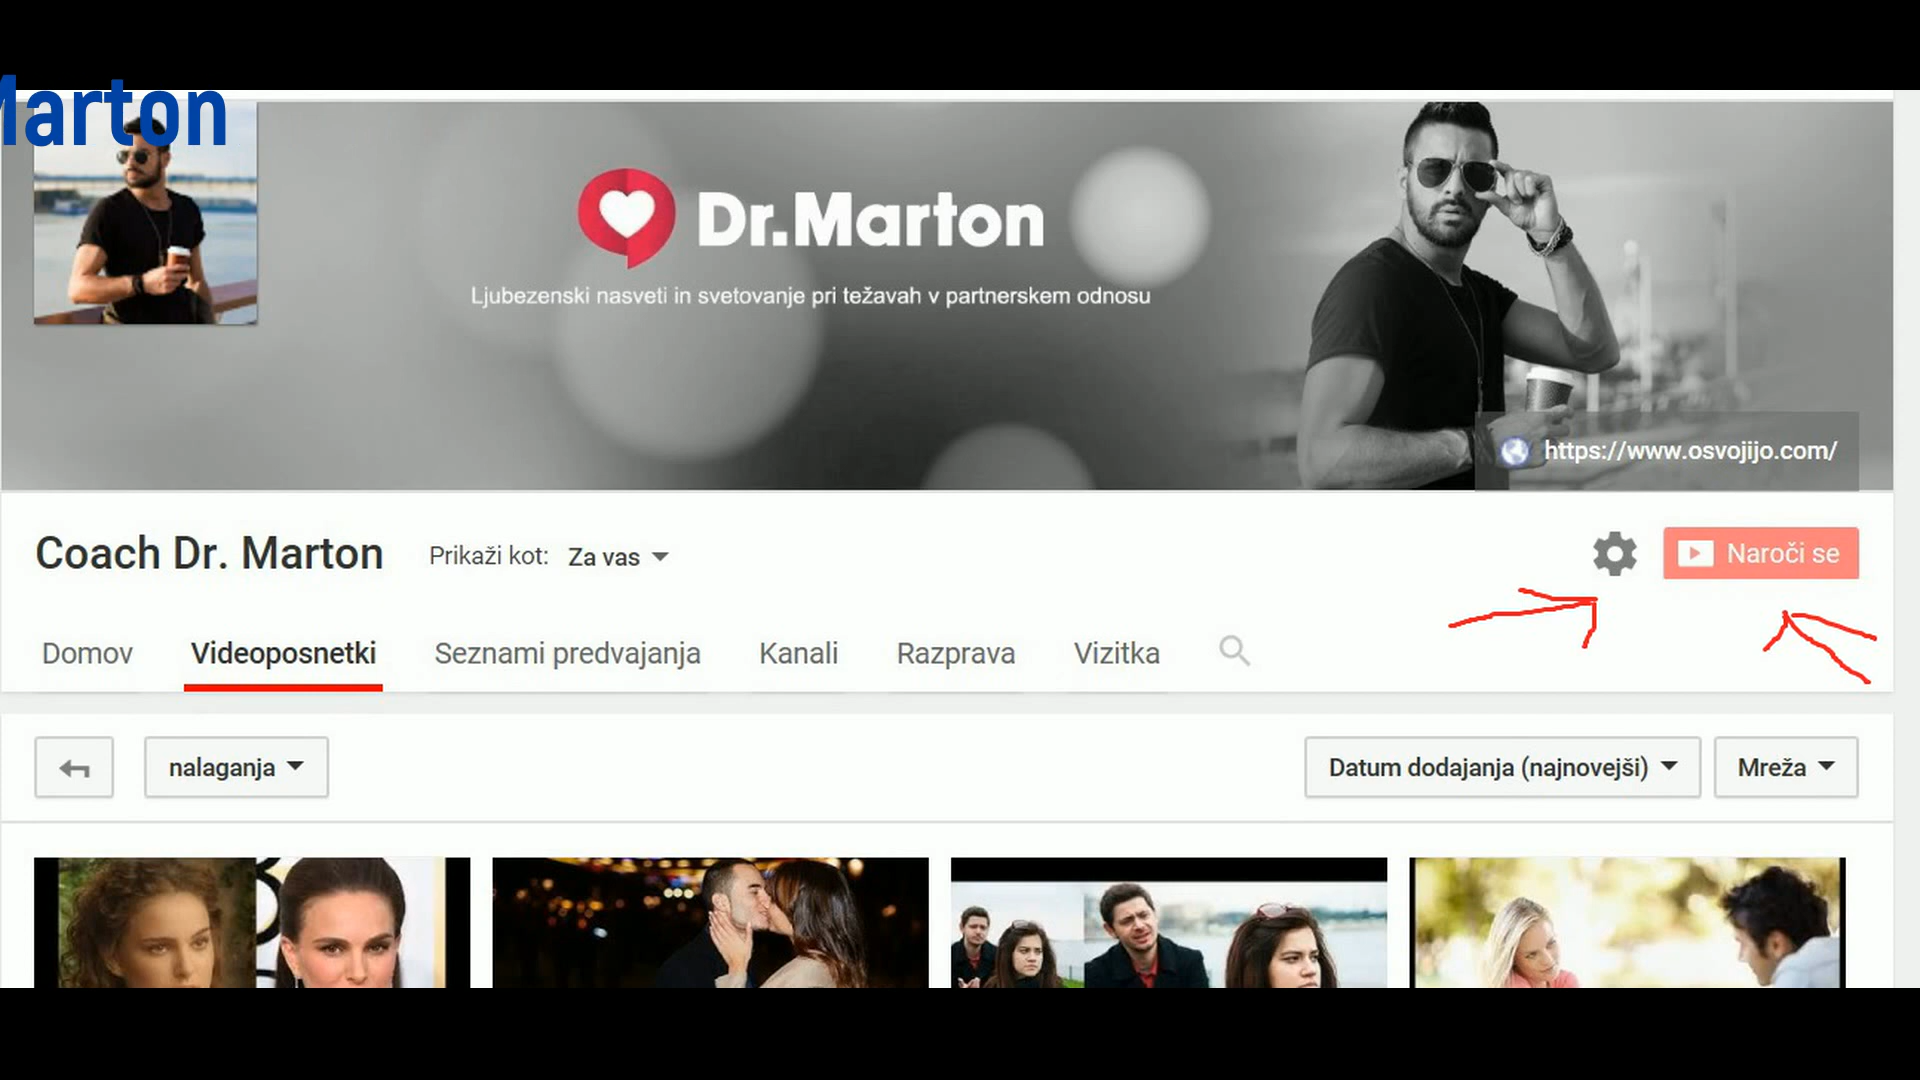 Marton
Dr.Marton
Ljubezenski nasveti in svetovanje pri težavah v partnerskem odnosu
https://www.osvojijo.com/
Coach Dr. Marton Prikaži kot: Za vas Naroči se
Domov Videoposnetki Seznami predvajanja Kanali Razprava Vizitka
nalaganja Datum dodajanja (najnovejši) Mreža